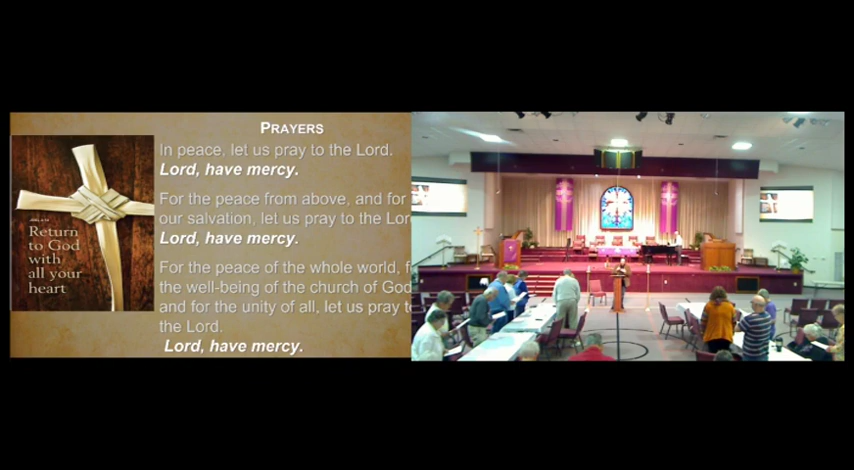 PRAYERS
In peace, let us pray to the Lord.
Lord, have mercy.
For the peace from above, and for
our salvation, let us pray to the Lor
Lord, have mercy.
For the peace of the whole world, f
the well-being of the church of God
and for the unity of all, let us pray t
the Lord.
Lord, have mercy.
Return
to God
with
all your
heart